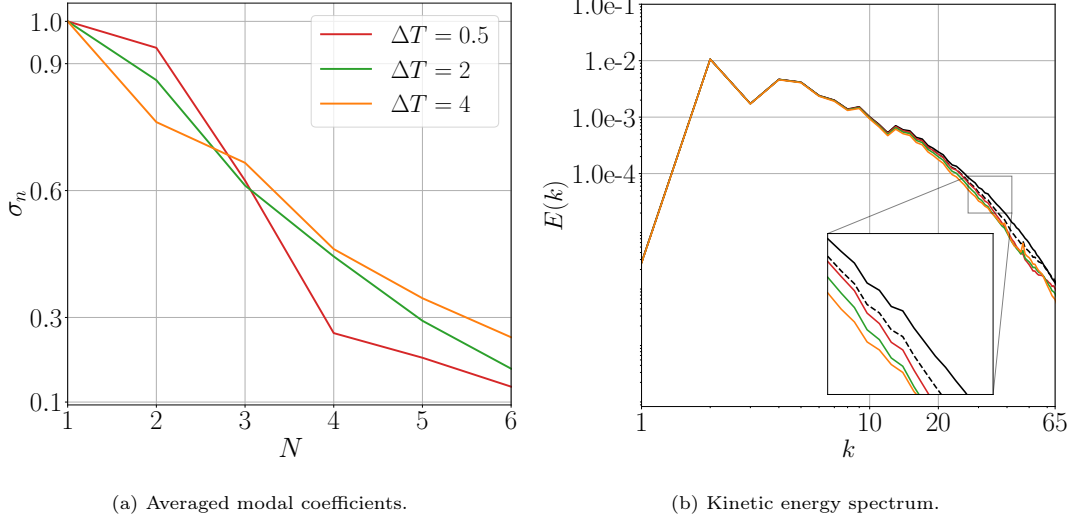 1.0
0.9
0.6
0.3
0.1
σₙ
1 2 3 4 5 6
N
ΔT = 0.5
ΔT = 2
ΔT = 4
(a) Averaged modal coefficients.
1.0e-1
1.0e-2
1.0e-3
1.0e-4
E(k)
1 10 20 65
k
(b) Kinetic energy spectrum.